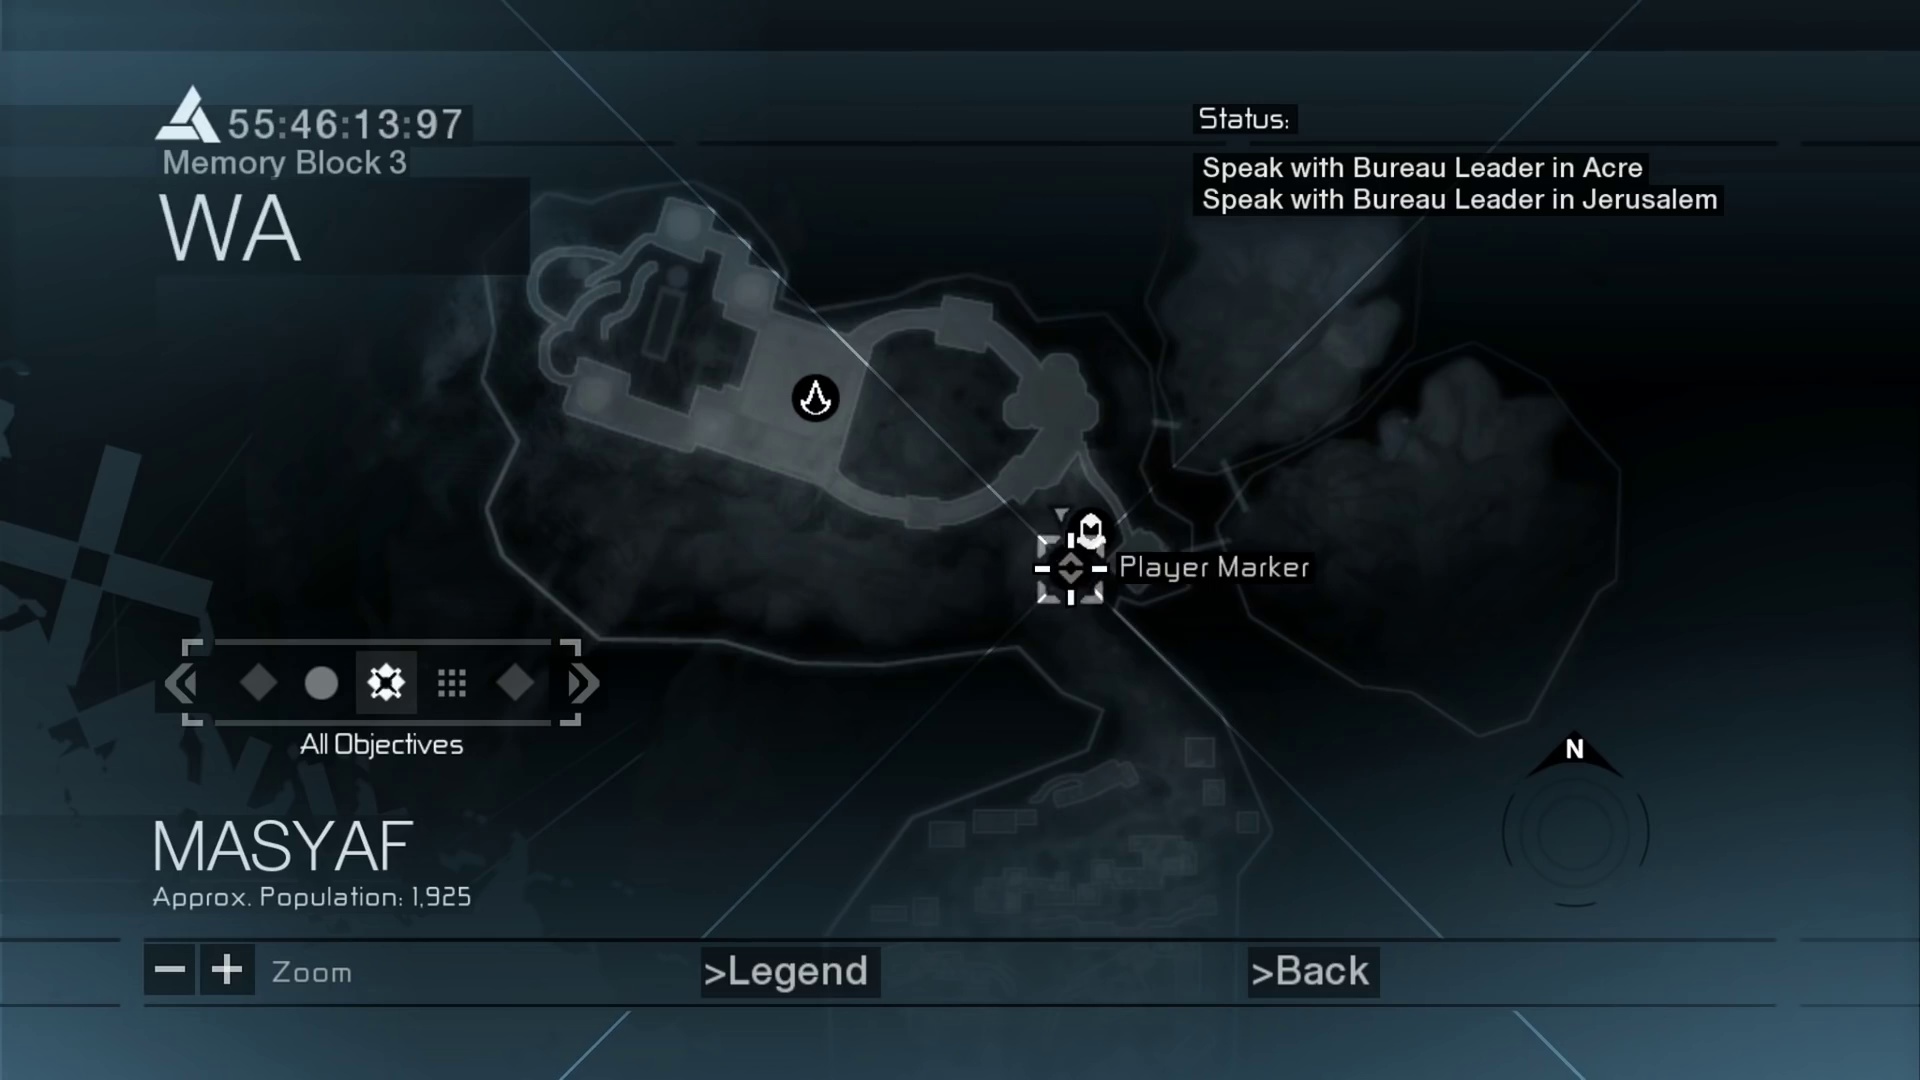 55:46:13:97
Memory Block 3
WA
Status:
Speak with Bureau Leader in Acre
Speak with Bureau Leader in Jerusalem
Player Marker
All Objectives
N
MASYAF
Approx. Population: 1,925
Zoom
>Legend
>Back